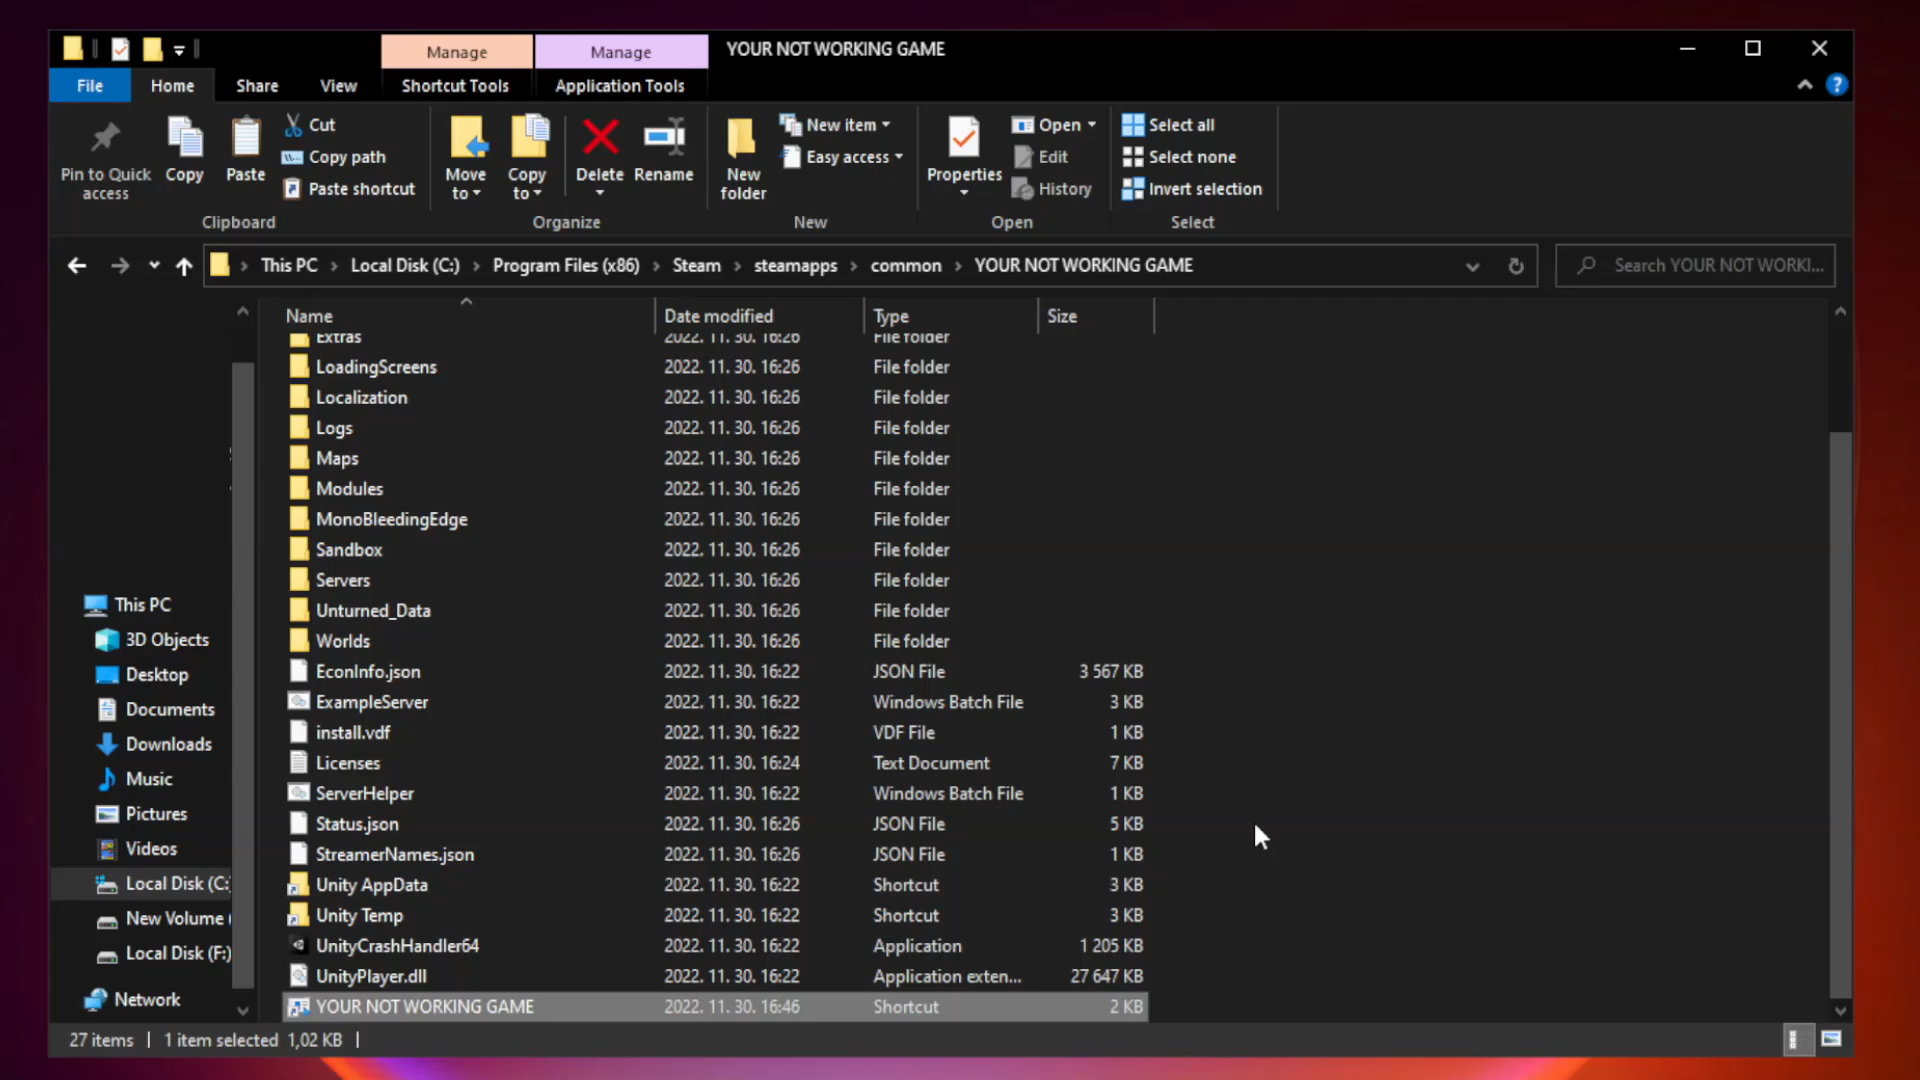 Manage
Manage
YOUR NOT WORKING GAME
File
Home
Share
View
Shortcut Tools
Application Tools
?
Pin to Quick access
Copy
Paste
Cut
Copy path
Paste shortcut
Clipboard
Move to
Copy to
Delete
Rename
Organize
New folder
New item
Easy access
New
Properties
Open
Edit
History
Open
Select all
Select none
Invert selection
Select
This PC > Local Disk (C:) > Program Files (x86) > Steam > steamapps > common > YOUR NOT WORKING GAME
Search YOUR NOT WORKI...
This PC
3D Objects
Desktop
Documents
Downloads
Music
Pictures
Videos
Local Disk (C:
New Volume (
Local Disk (F:)
Network
Name Date modified Type Size
Extras 2022. 11. 30. 16:26 File folder
LoadingScreens 2022. 11. 30. 16:26 File folder
Localization 2022. 11. 30. 16:26 File folder
Logs 2022. 11. 30. 16:26 File folder
Maps 2022. 11. 30. 16:26 File folder
Modules 2022. 11. 30. 16:26 File folder
MonoBleedingEdge 2022. 11. 30. 16:26 File folder
Sandbox 2022. 11. 30. 16:26 File folder
Servers 2022. 11. 30. 16:26 File folder
Unturned_Data 2022. 11. 30. 16:26 File folder
Worlds 2022. 11. 30. 16:26 File folder
EconInfo.json 2022. 11. 30. 16:22 JSON File 3 567 KB
ExampleServer 2022. 11. 30. 16:22 Windows Batch File 3 KB
install.vdf 2022. 11. 30. 16:22 VDF File 1 KB
Licenses 2022. 11. 30. 16:24 Text Document 7 KB
ServerHelper 2022. 11. 30. 16:22 Windows Batch File 1 KB
Status.json 2022. 11. 30. 16:26 JSON File 5 KB
StreamerNames.json 2022. 11. 30. 16:26 JSON File 1 KB
Unity AppData 2022. 11. 30. 16:22 Shortcut 3 KB
Unity Temp 2022. 11. 30. 16:22 Shortcut 3 KB
UnityCrashHandler64 2022. 11. 30. 16:22 Application 1 205 KB
UnityPlayer.dll 2022. 11. 30. 16:22 Application exten... 27 647 KB
YOUR NOT WORKING GAME 2022. 11. 30. 16:46 Shortcut 2 KB
27 items | 1 item selected 1,02 KB |